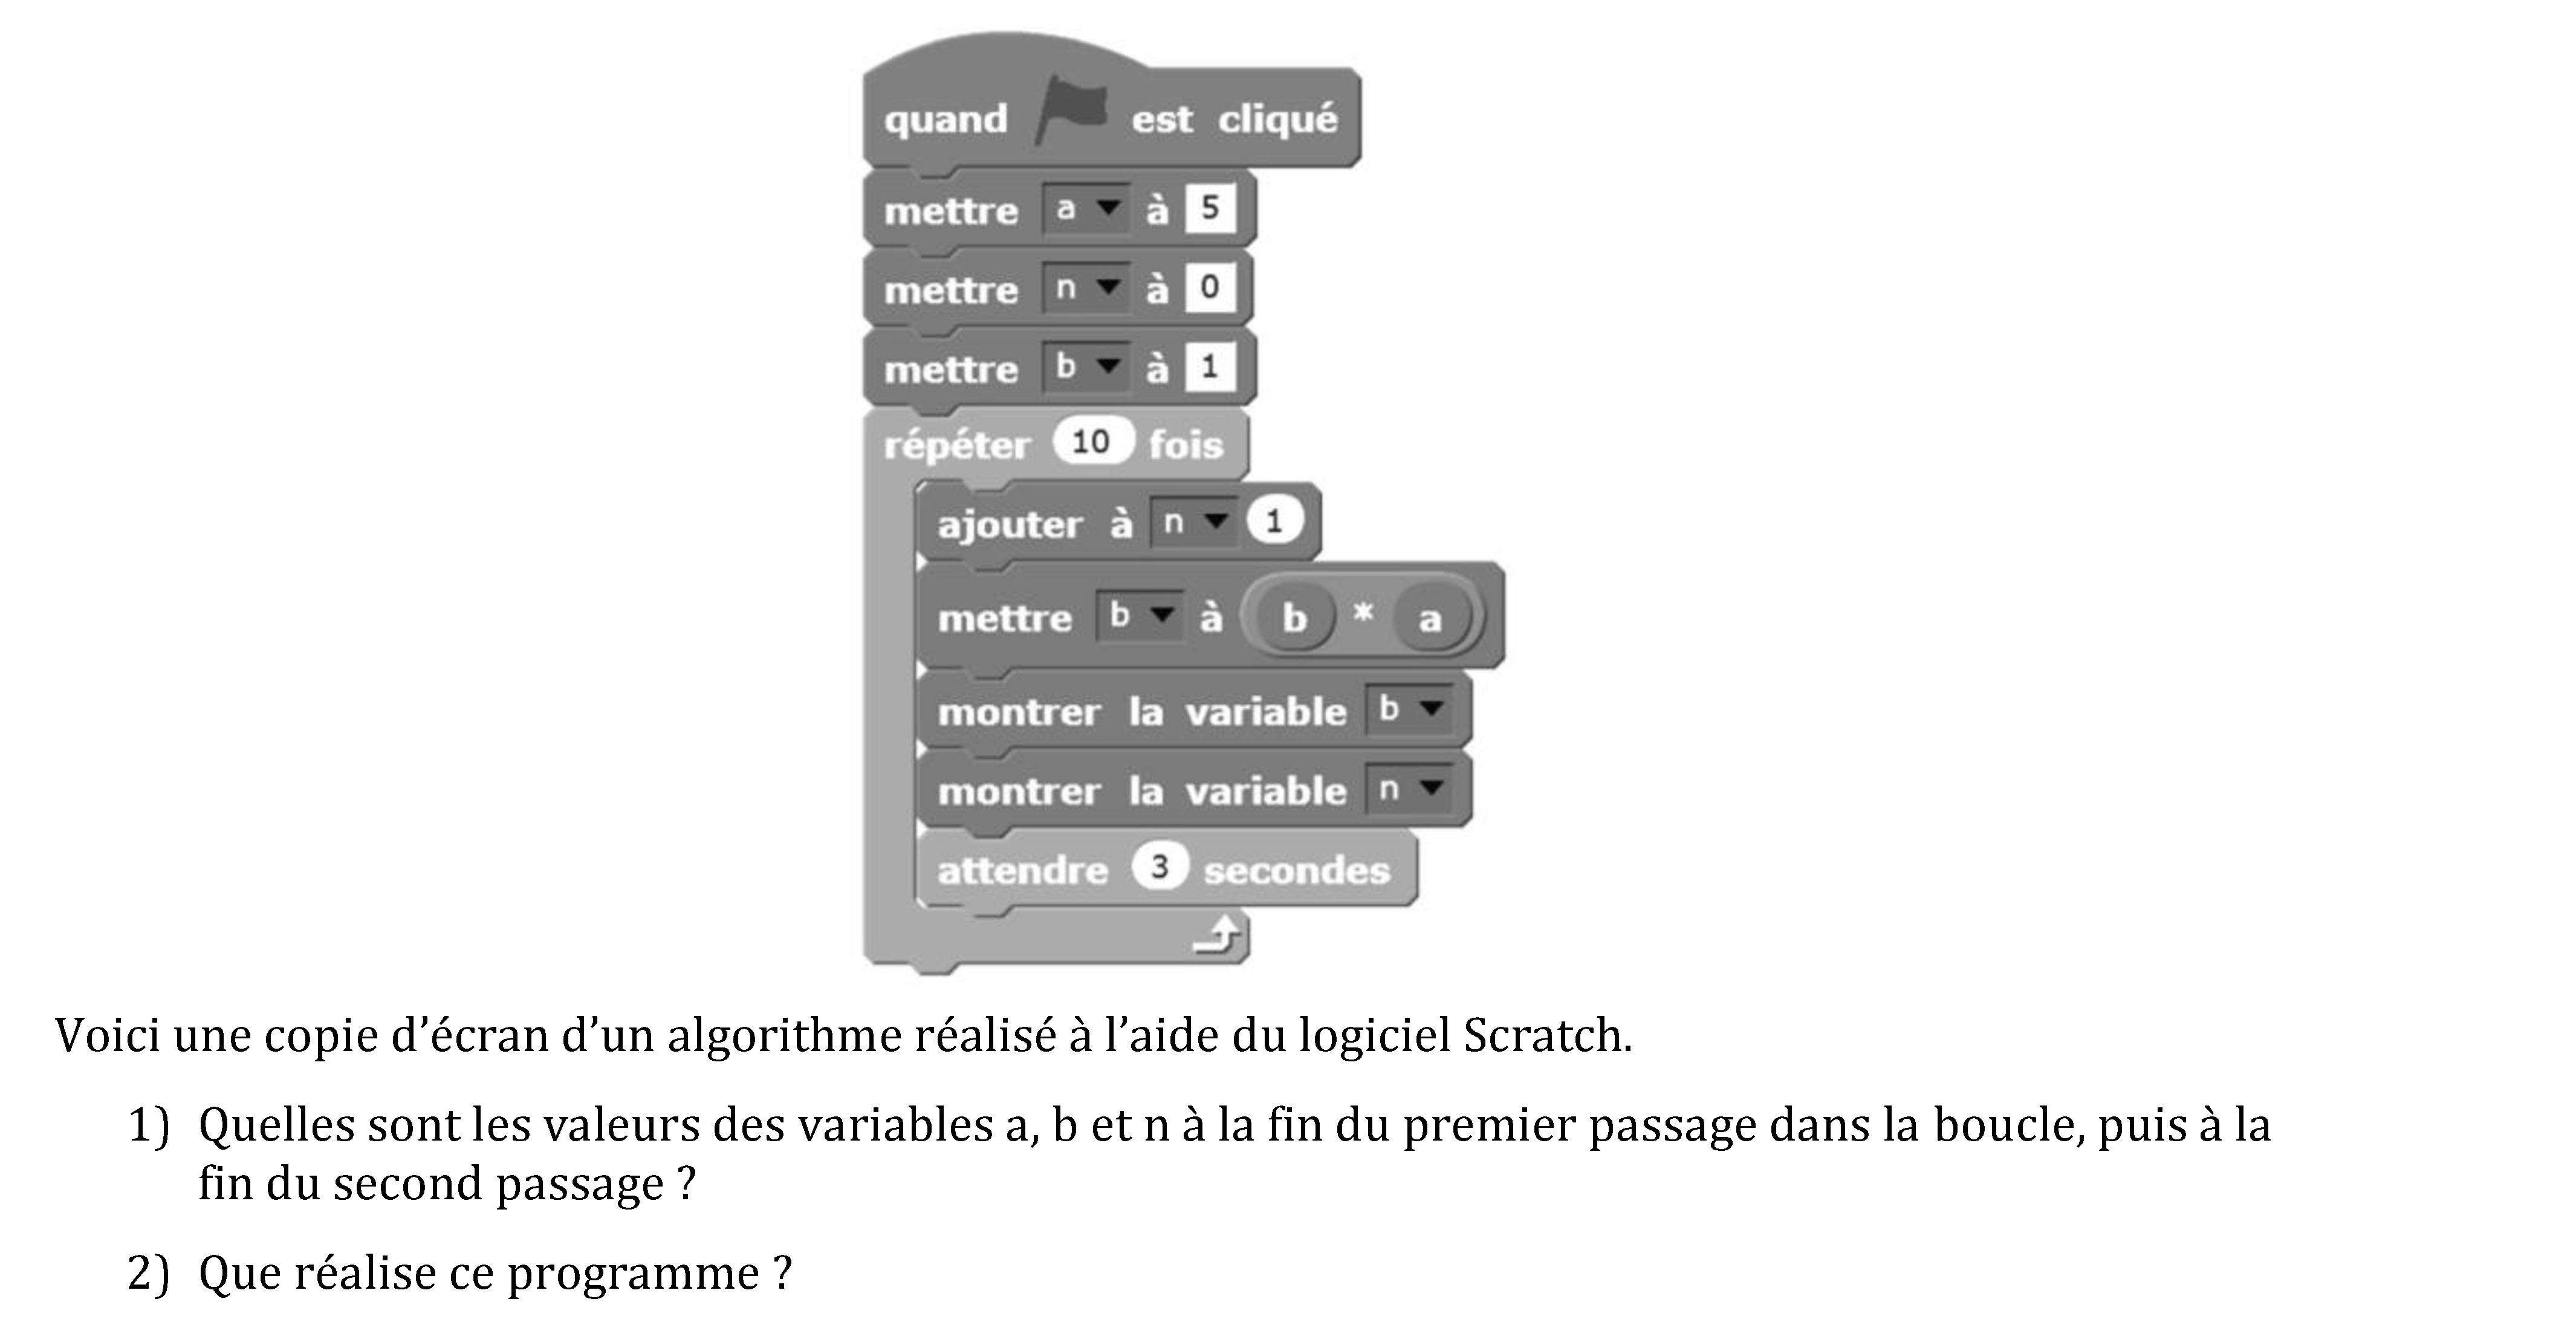 quand est cliqué
mettre a à 5
mettre n à 0
mettre b à 1
répéter 10 fois
ajouter à n 1
mettre b à b * a
montrer la variable b
montrer la variable n
attendre 3 secondes
Voici une copie d’écran d’un algorithme réalisé à l’aide du logiciel Scratch.
1) Quelles sont les valeurs des variables a, b et n à la fin du premier passage dans la boucle, puis à la
fin du second passage ?
2) Que réalise ce programme ?